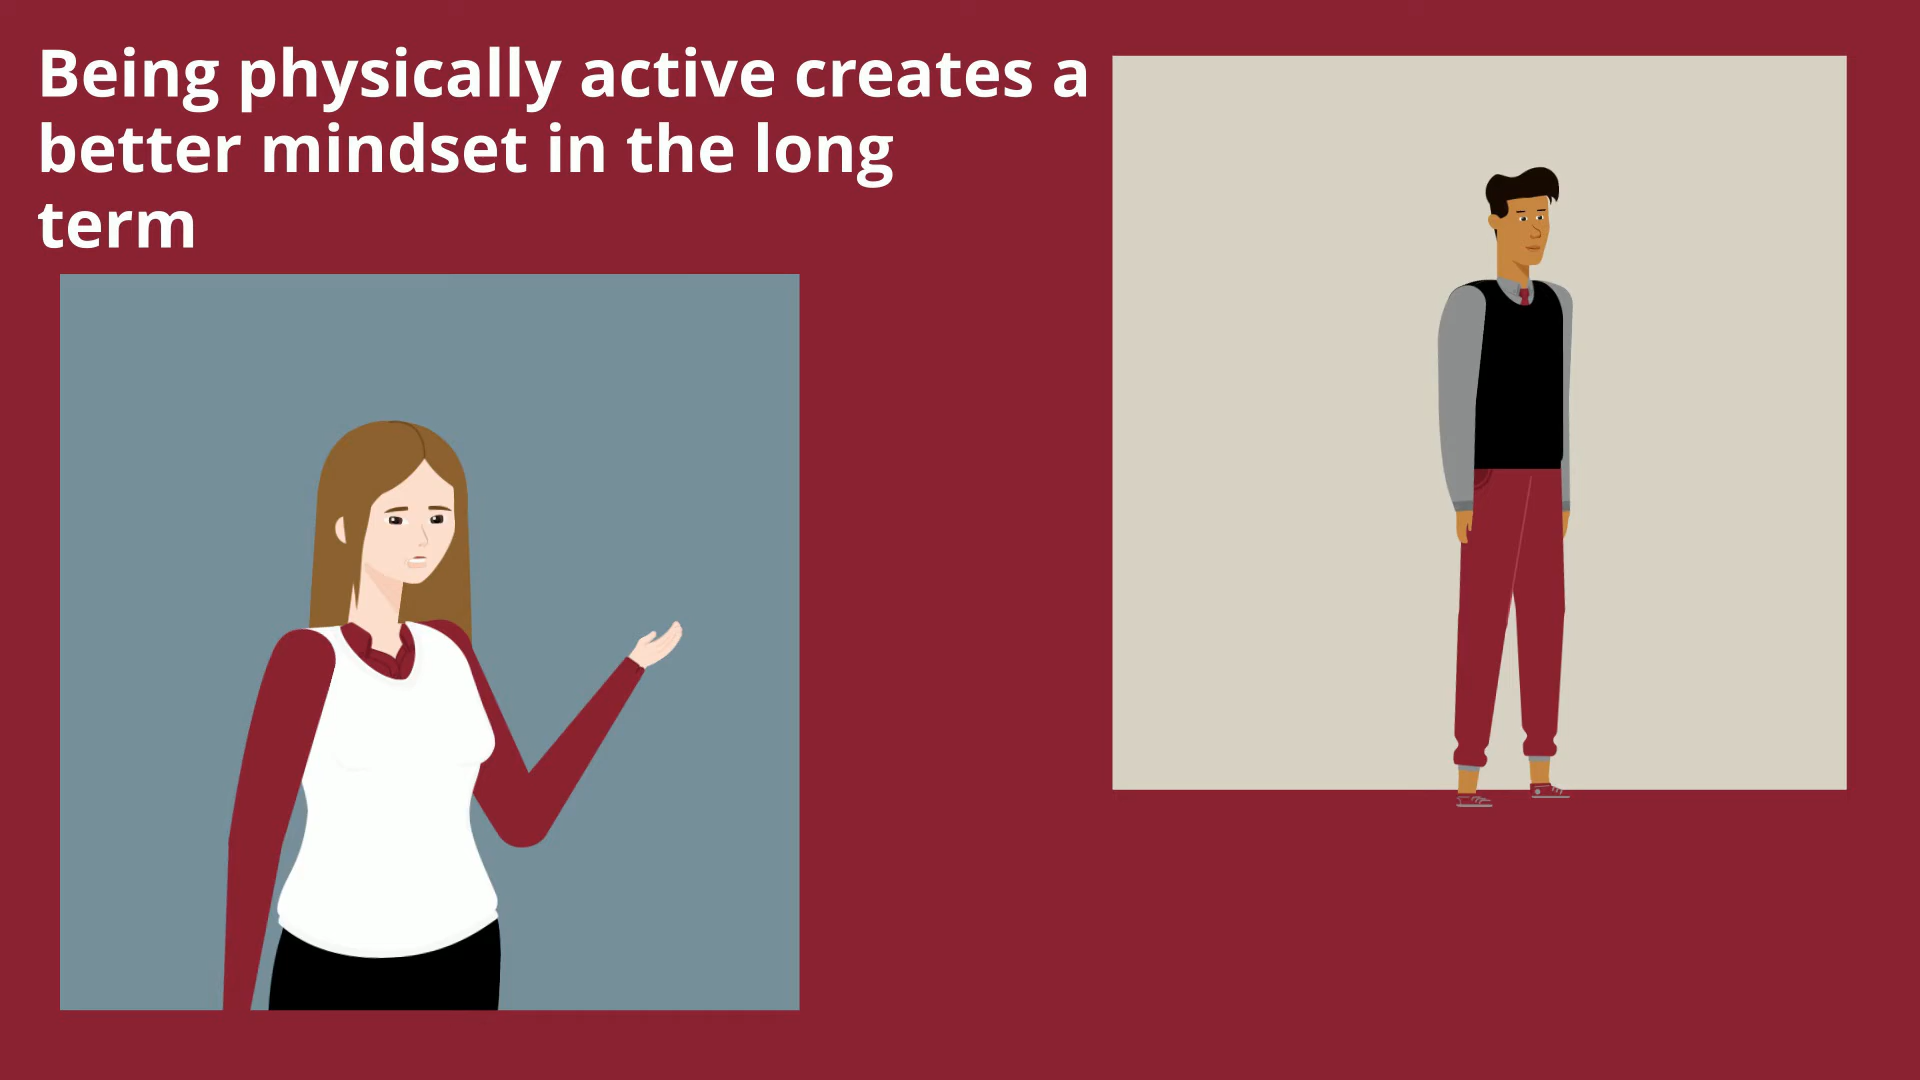 Being physically active creates a
better mindset in the long
term